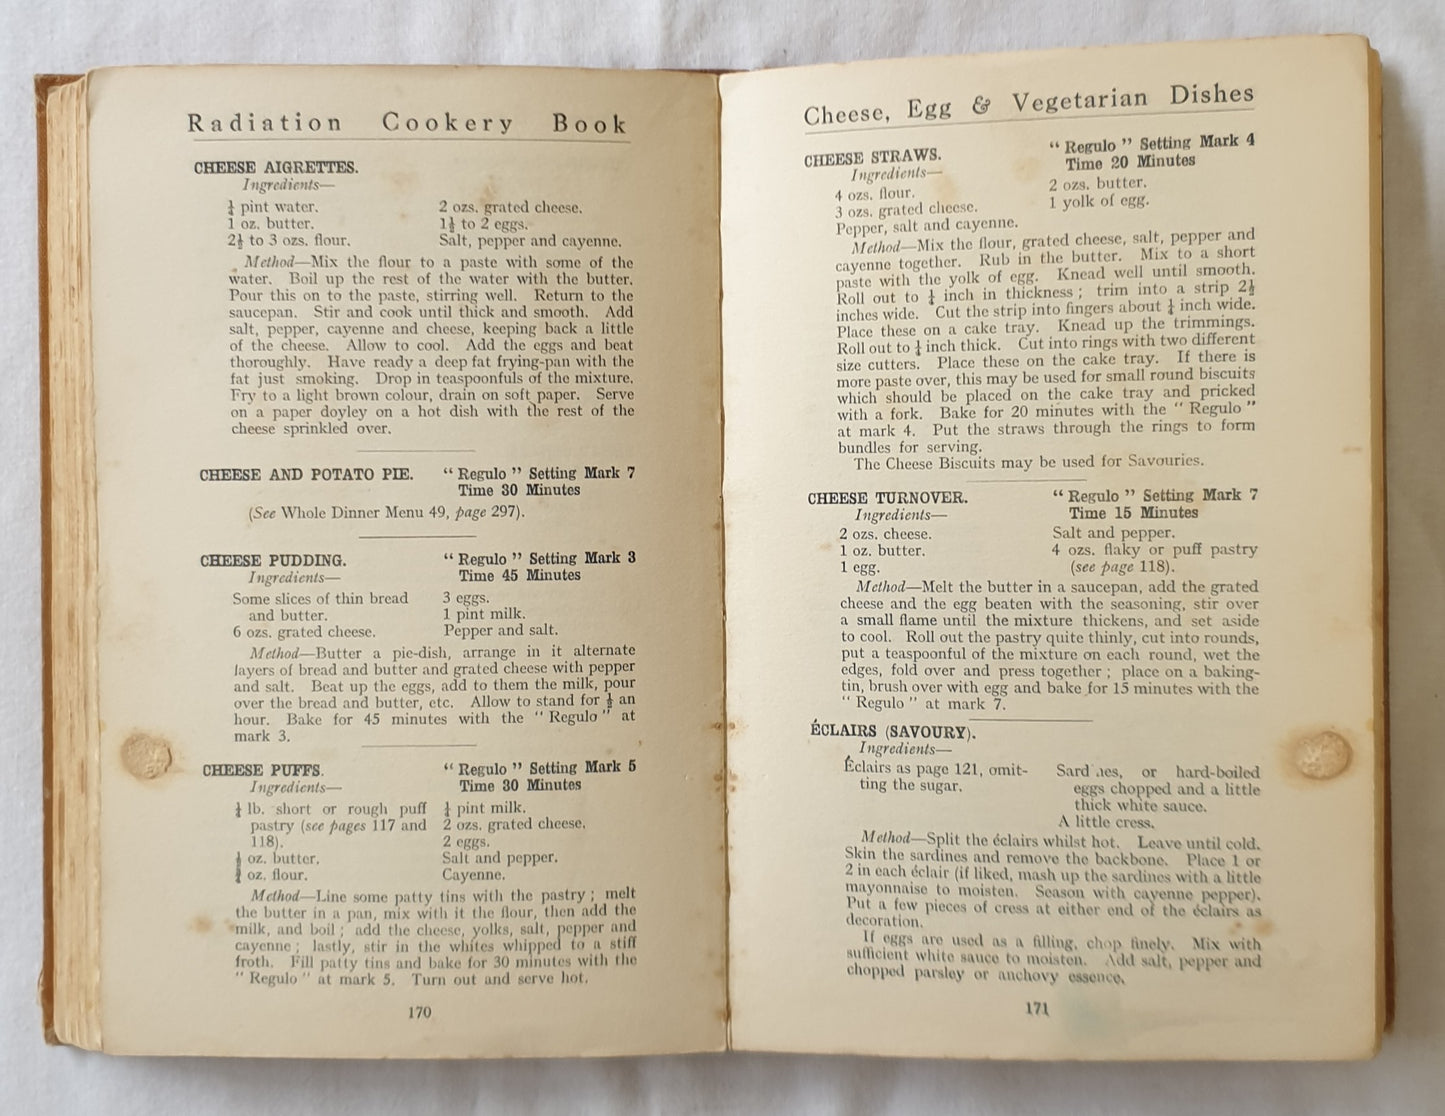 Radiation Cookery Book
CHEESE AIGRETTES.
Ingredients—
¼ pint water.
1 oz. butter.
2½ to 3 ozs. flour.
2 ozs. grated cheese.
1½ to 2 eggs.
Salt, pepper and cayenne.
Method—Mix the flour to a paste with some of the
water. Boil up the rest of the water with the butter.
Pour this on to the paste, stirring well. Return to the
saucepan. Stir and cook until thick and smooth. Add
salt, pepper, cayenne and cheese, keeping back a little
of the cheese. Allow to cool. Add the eggs and beat
thoroughly. Have ready a deep fat frying-pan with the
fat just smoking. Drop in teaspoonfuls of the mixture.
Fry to a light brown colour, drain on soft paper. Serve
on a paper doyley on a hot dish with the rest of the
cheese sprinkled over.
CHEESE AND POTATO PIE. “ Regulo ” Setting Mark 7
Time 30 Minutes
(See Whole Dinner Menu 49, page 297).
CHEESE PUDDING. “ Regulo ” Setting Mark 3
Ingredients— Time 45 Minutes
Some slices of thin bread
and butter.
6 ozs. grated cheese.
3 eggs.
1 pint milk.
Pepper and salt.
Method—Butter a pie-dish, arrange in it alternate
layers of bread and butter and grated cheese with pepper
and salt. Beat up the eggs, add to them the milk, pour
over the bread and butter, etc. Allow to stand for ½ an
hour. Bake for 45 minutes with the “ Regulo ” at
mark 3.
CHEESE PUFFS. “ Regulo ” Setting Mark 5
Ingredients— Time 30 Minutes
lb. short or rough puff
pastry (see pages 117 and
118).
oz. butter.
oz. flour.
¼ pint milk.
2 ozs. grated cheese.
2 eggs.
Salt and pepper.
Cayenne.
Method—Line some patty tins with the pastry ; melt
the butter in a pan, mix with it the flour, then add the
milk, and boil ; add the cheese, yolks, salt, pepper and
cayenne ; lastly, stir in the whites whipped to a stiff
froth. Fill patty tins and bake for 30 minutes with the
“ Regulo ” at mark 5. Turn out and serve hot.
170
Cheese, Egg & Vegetarian Dishes
CHEESE STRAWS. “ Regulo ” Setting Mark 4
Ingredients— Time 20 Minutes
4 ozs. flour.
3 ozs. grated cheese.
Pepper, salt and cayenne.
2 ozs. butter.
1 yolk of egg.
Method—Mix the flour, grated cheese, salt, pepper and
cayenne together. Rub in the butter. Mix to a short
paste with the yolk of egg. Knead well until smooth.
Roll out to ¼ inch in thickness ; trim into a strip 2½
inches wide. Cut the strip into fingers about ¼ inch wide.
Place these on a cake tray. Knead up the trimmings.
Roll out to ¼ inch thick. Cut into rings with two different
size cutters. Place these on the cake tray. If there is
more paste over, this may be used for small round biscuits
which should be placed on the cake tray and pricked
with a fork. Bake for 20 minutes with the “ Regulo ”
at mark 4. Put the straws through the rings to form
bundles for serving.
The Cheese Biscuits may be used for Savouries.
CHEESE TURNOVER. “ Regulo ” Setting Mark 7
Ingredients— Time 15 Minutes
2 ozs. cheese.
1 oz. butter.
1 egg.
Salt and pepper.
4 ozs. flaky or puff pastry
(see page 118).
Method—Melt the butter in a saucepan, add the grated
cheese and the egg beaten with the seasoning, stir over
a small flame until the mixture thickens, and set aside
to cool. Roll out the pastry quite thinly, cut into rounds,
put a teaspoonful of the mixture on each round, wet the
edges, fold over and press together ; place on a baking-
tin, brush over with egg and bake for 15 minutes with the
“ Regulo ” at mark 7.
ÉCLAIRS (SAVOURY).
Ingredients—
Éclairs as page 121, omit-
ting the sugar.
Sardines, or hard-boiled
eggs chopped and a little
thick white sauce.
A little cress.
Method—Split the éclairs whilst hot. Leave until cold.
Skin the sardines and remove the backbone. Place 1 or
2 in each éclair (if liked, mash up the sardines with a little
mayonnaise to moisten. Season with cayenne pepper).
Put a few pieces of cress at either end of the éclairs as
decoration.
If eggs are used as a filling, chop finely. Mix with
sufficient white sauce to moisten. Add salt, pepper and
chopped parsley or anchovy essence.
171